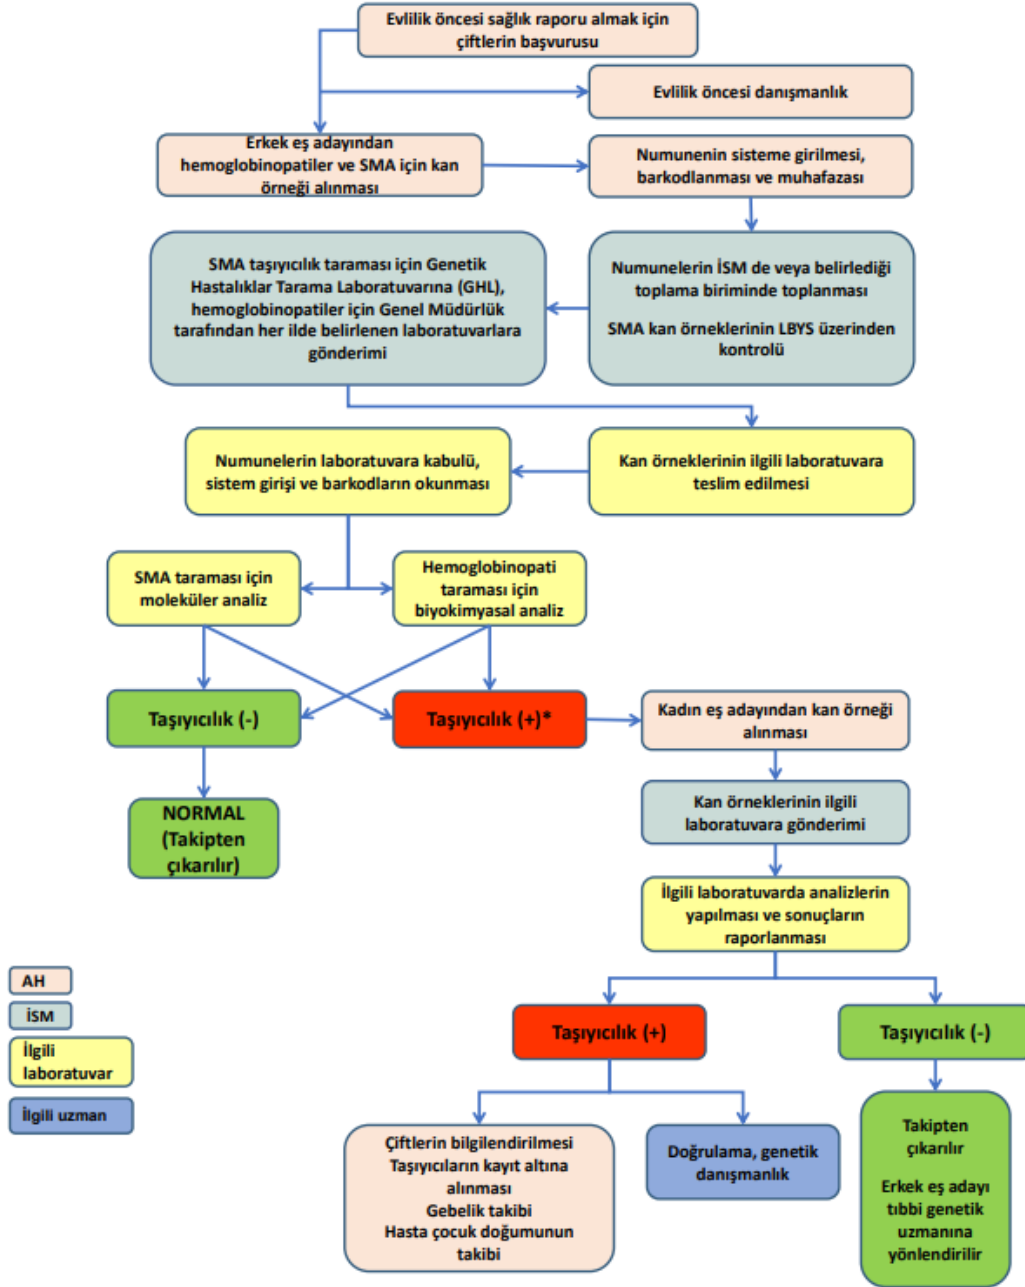 Evlilik öncesi sağlık raporu almak için
çiftlerin başvurusu
Evlilik öncesi danışmanlık
Erkek eş adayından
hemoglobinopatiler ve SMA için kan
örneği alınması
Numunenin sisteme girilmesi,
barkodlanması ve muhafazası
SMA taşıyıcılık taraması için Genetik
Hastalıklar Tarama Laboratuvarına (GHL),
hemoglobinopatiler için Genel Müdürlük
tarafından her ilde belirlenen laboratuvarlara
gönderimi
Numunelerin İSM de veya belirlediği
toplama biriminde toplanması
SMA kan örneklerinin LBYS üzerinden
kontrolü
Numunelerin laboratuvara kabulü,
sistem girişi ve barkodların okunması
Kan örneklerinin ilgili laboratuvara
teslim edilmesi
SMA taraması için
moleküler analiz
Hemoglobinopati
taraması için
biyokimyasal analiz
Taşıyıcılık (-)
Taşıyıcılık (+)*
Kadın eş adayından kan örneği
alınması
NORMAL
(Takipten
çıkarılır)
Kan örneklerinin ilgili
laboratuvara gönderimi
İlgili laboratuvarda analizlerin
yapılması ve sonuçların
raporlanması
AH
İSM
İlgili
laboratuvar
İlgili uzman
Taşıyıcılık (+)
Taşıyıcılık (-)
Çiftlerin bilgilendirilmesi
Taşıyıcıların kayıt altına
alınması
Gebelik takibi
Hasta çocuk doğumunun
takibi
Doğrulama, genetik
danışmanlık
Takipten
çıkarılır
Erkek eş adayı
tıbbi genetik
uzmanına
yönlendirilir